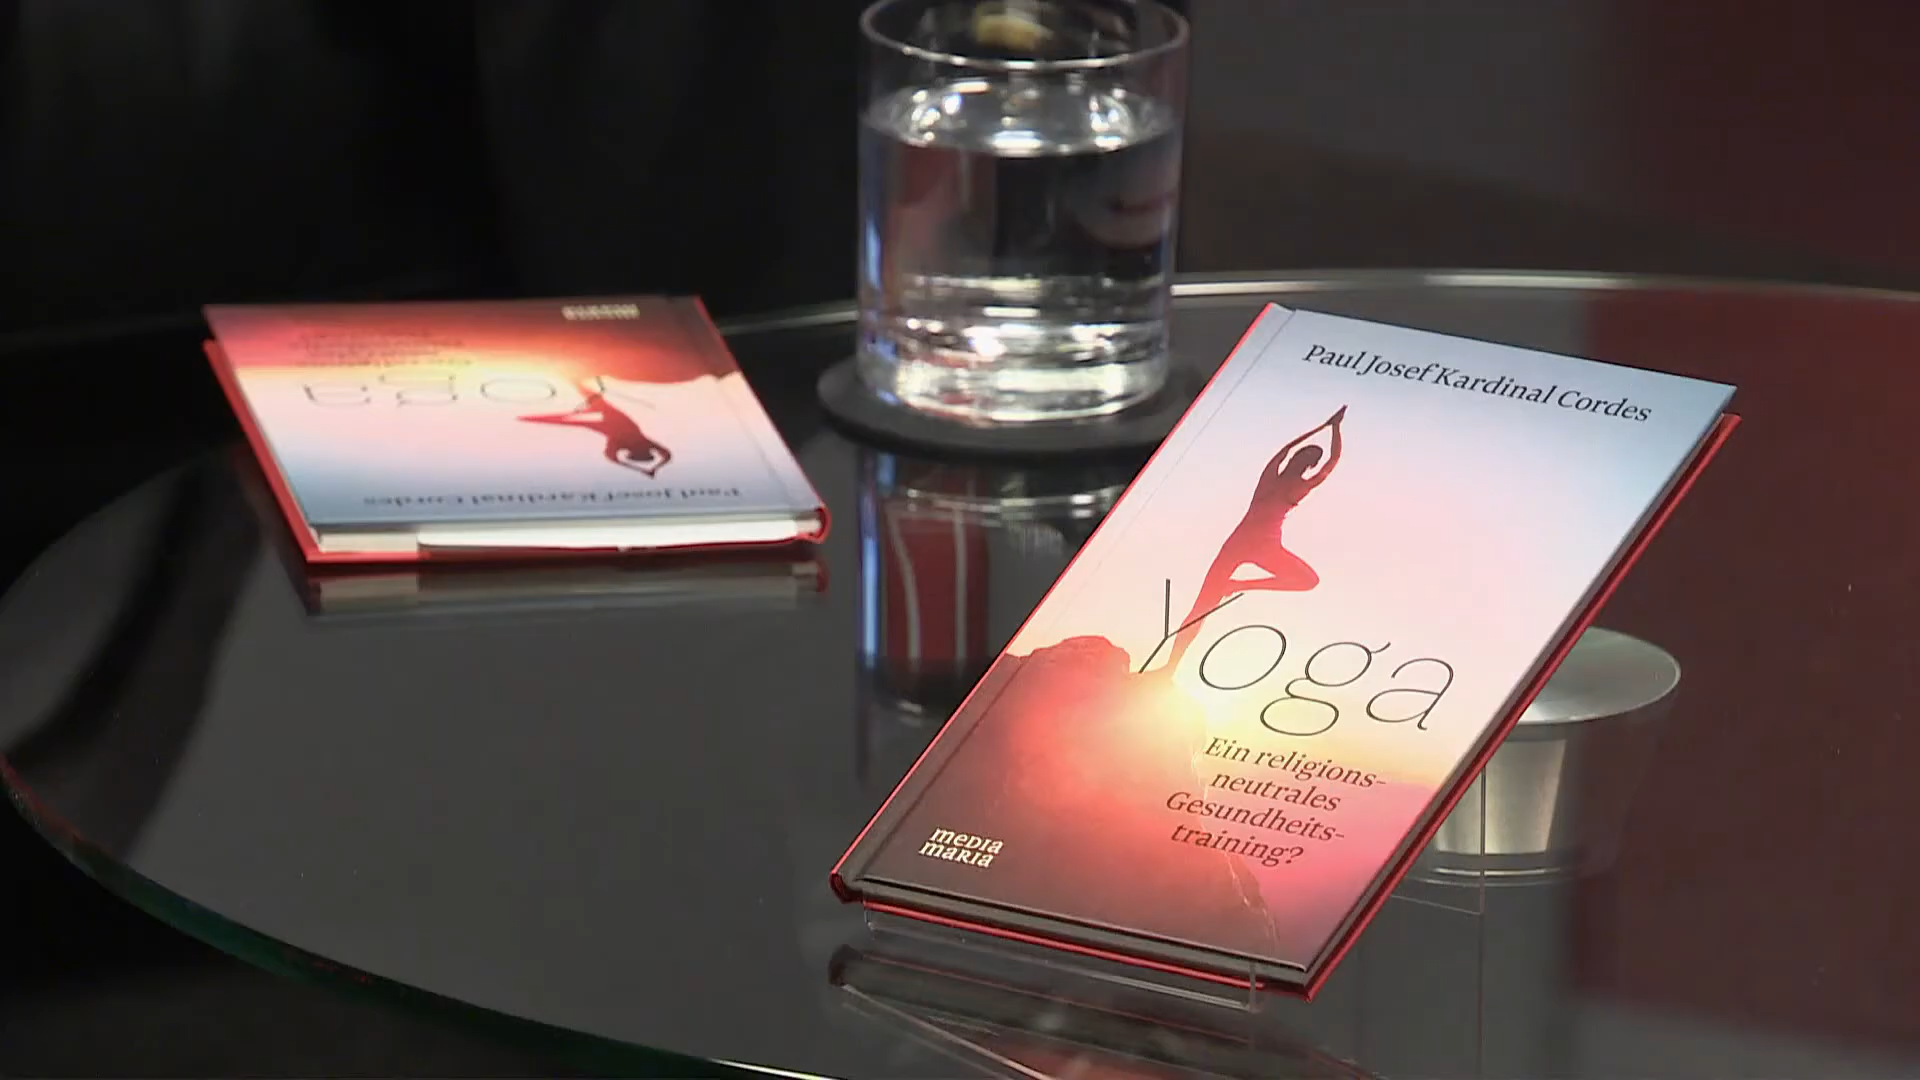 Paul Josef Kardinal Cordes
Yoga
Ein religions-
neutrales
Gesundheits-
training?
meDIA
maRIA
Yoga
Paul Josef Kardinal Cordes